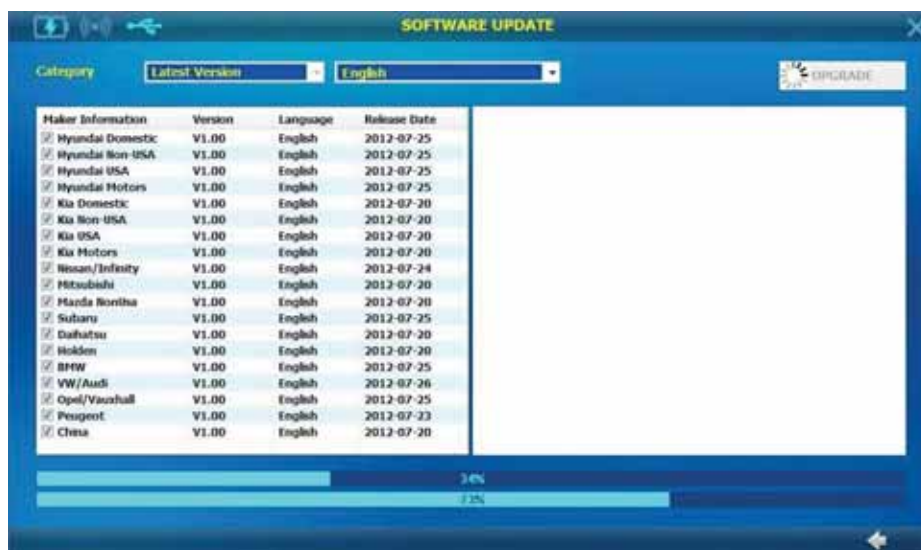 SOFTWARE UPDATE
Category Latest Version English UPGRADE
Maker Information Version Language Release Date
Hyundai Domestic V1.00 English 2012-07-25
Hyundai Non-USA V1.00 English 2012-07-25
Hyundai USA V1.00 English 2012-07-25
Hyundai Motors V1.00 English 2012-07-25
Kia Domestic V1.00 English 2012-07-20
Kia Non-USA V1.00 English 2012-07-20
Kia USA V1.00 English 2012-07-20
Kia Motors V1.00 English 2012-07-20
Nissan/Infinity V1.00 English 2012-07-24
Mitsubishi V1.00 English 2012-07-20
Mazda NonUsa V1.00 English 2012-07-20
Subaru V1.00 English 2012-07-25
Daihatsu V1.00 English 2012-07-20
Holden V1.00 English 2012-07-20
BMW V1.00 English 2012-07-25
VW/Audi V1.00 English 2012-07-26
Opel/Vauxhall V1.00 English 2012-07-25
Peugeot V1.00 English 2012-07-23
China V1.00 English 2012-07-20
34%
73%